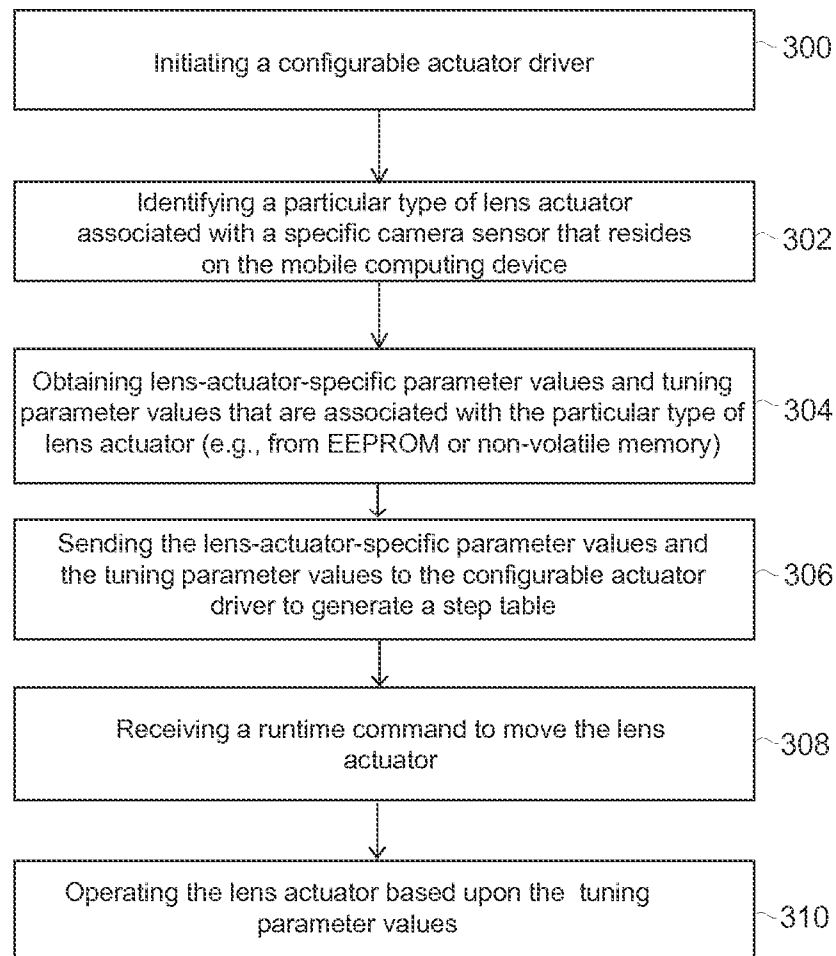 Initiating a configurable actuator driver
300
Identifying a particular type of lens actuator
associated with a specific camera sensor that resides
on the mobile computing device
302
Obtaining lens-actuator-specific parameter values and tuning
parameter values that are associated with the particular type of
lens actuator (e.g., from EEPROM or non-volatile memory)
304
Sending the lens-actuator-specific parameter values and
the tuning parameter values to the configurable actuator
driver to generate a step table
306
Receiving a runtime command to move the lens
actuator
308
Operating the lens actuator based upon the tuning
parameter values
310